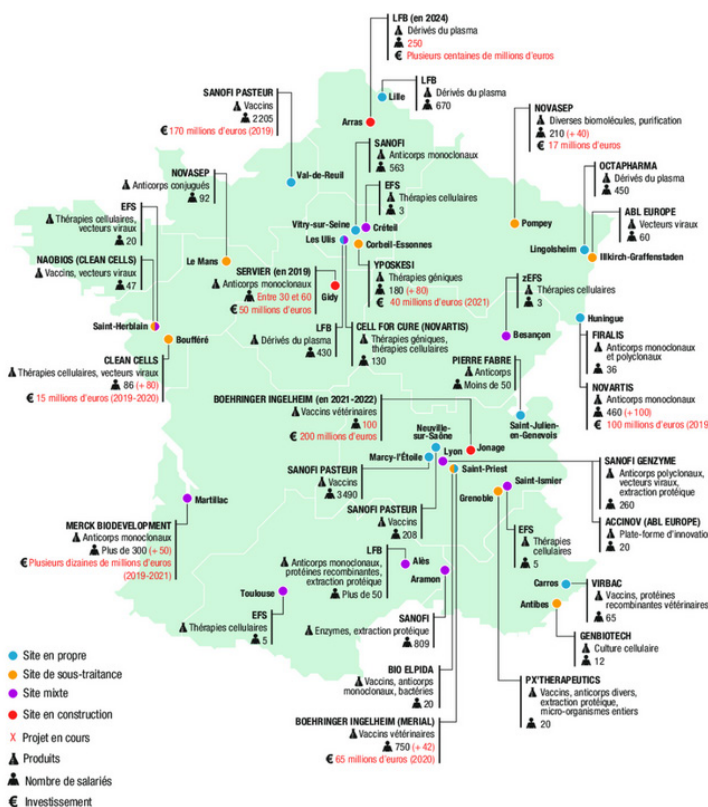 LFB (en 2024)
Dérivés du plasma
250
€ Plusieurs centaines de millions d'euros
LFB
Dérivés du plasma
670
Lille
Arras
SANOFI PASTEUR
Vaccins
2205
€ 170 millions d'euros (2019)
Val-de-Reuil
NOVASEP
Diverses biomolécules, purification
210 (+ 40)
€ 17 millions d'euros
Pompey
SANOFI
Anticorps monoclonaux
563
OCTAPHARMA
Dérivés du plasma
450
NOVASEP
Anticorps conjugués
92
EFS
Thérapies cellulaires
3
ABL EUROPE
Vecteurs viraux
60
Lingolsheim
Illkirch-Graffenstaden
EFS
Thérapies cellulaires,
vecteurs viraux
20
Vitry-sur-Seine
Créteil
Les Ulis
Corbeil-Essonnes
Le Mans
NAOBIOS (CLEAN CELLS)
Vaccins, vecteurs viraux
47
SERVIER (en 2019)
Anticorps monoclonaux
Entre 30 et 60
€ 50 millions d'euros
Gidy
YPOSKESI
Thérapies géniques
180 (+ 80)
€ 40 millions d'euros (2021)
zEFS
Thérapies cellulaires
3
Besançon
Huningue
Saint-Herblain
Boufféré
LFB
Dérivés du plasma
430
CELL FOR CURE (NOVARTIS)
Thérapies géniques,
thérapies cellulaires
130
FIRALIS
Anticorps monoclonaux
et polyclonaux
36
CLEAN CELLS
Thérapies cellulaires, vecteurs viraux
86 (+ 80)
€ 15 millions d'euros (2019-2020)
PIERRE FABRE
Anticorps
Moins de 50
NOVARTIS
Anticorps monoclonaux
460 (+100)
€ 100 millions d'euros (2019
Saint-Julien-
en-Genevois
BOEHRINGER INGELHEIM (en 2021-2022)
Vaccins vétérinaires
100
€ 200 millions d'euros
Neuville-
sur-Saône
Jonage
Marcy-l'Étoile
Lyon
Saint-Priest
SANOFI PASTEUR
Vaccins
3 490
Grenoble
Saint-Ismier
SANOFI GENZYME
Anticorps polyclonaux,
vecteurs viraux,
extraction protéique
260
Martillac
SANOFI PASTEUR
Vaccins
208
ACCINOV (ABL EUROPE)
Plate-forme d'innovatio
20
MERCK BIODEVELOPMENT
Anticorps monoclonaux
Plus de 300 (+ 50)
€ Plusieurs dizaines de millions d'euros
(2019-2021)
EFS
Thérapies
cellulaires
5
LFB
Anticorps monoclonaux,
protéines recombinantes,
extraction protéique
Plus de 50
Alès
Aramon
Toulouse
Carros
VIRBAC
Vaccins, protéines
recombinantes vétérinaires
65
Antibes
EFS
Thérapies cellulaires
5
SANOFI
Enzymes, extraction protéique
809
GENBIOTECH
Culture cellulaire
12
BIO ELPIDA
Vaccins, anticorps
monoclonaux, bactéries
20
PX'THERAPEUTICS
Vaccins, anticorps divers,
extraction protéique,
micro-organismes entiers
20
BOEHRINGER INGELHEIM (MERIAL)
Vaccins vétérinaires
750 (+ 42)
€ 65 millions d'euros (2020)
Site en propre
Site de sous-traitance
Site mixte
Site en construction
X Projet en cours
Produits
Nombre de salariés
€ Investissement